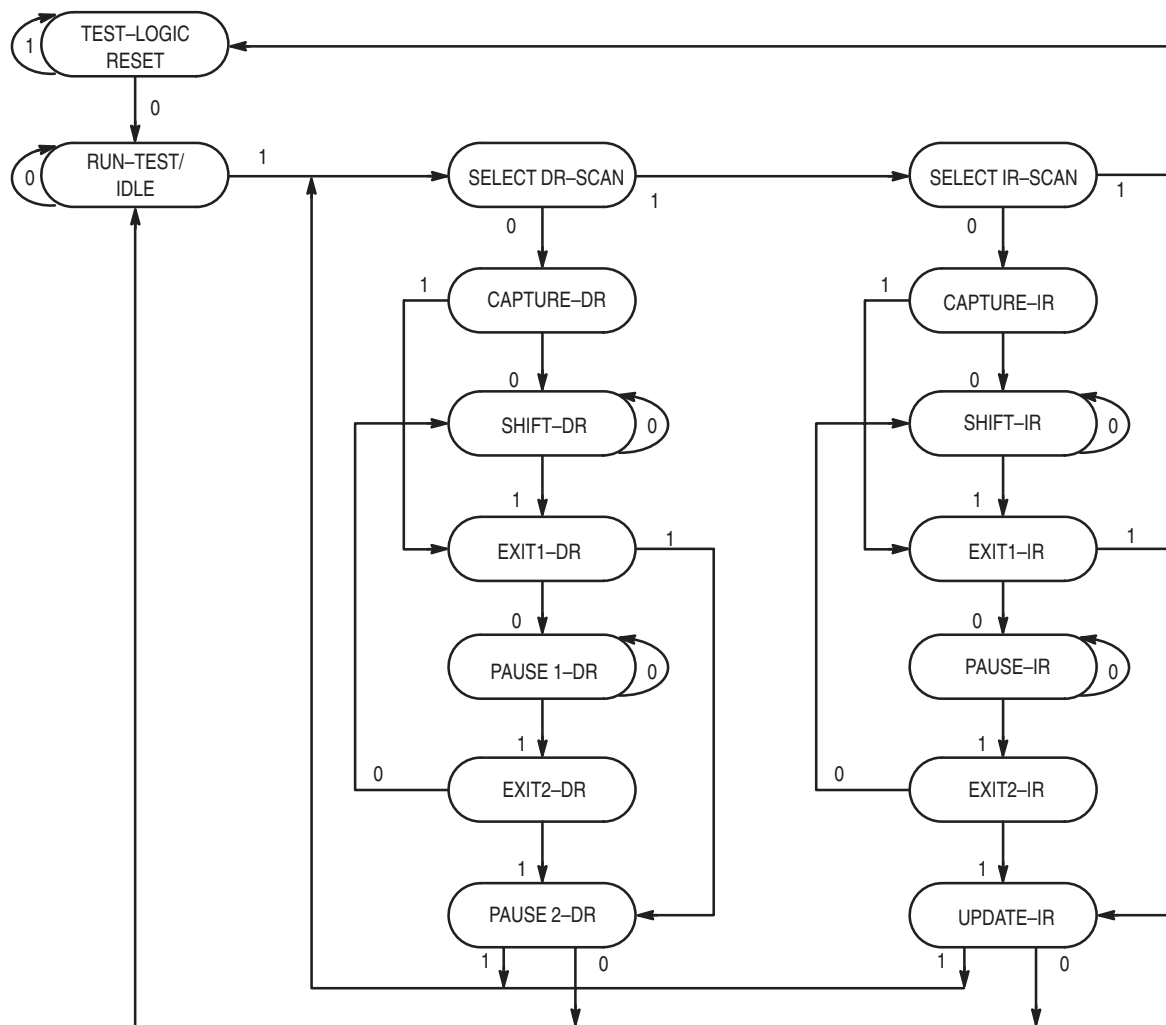 TEST–LOGIC
RESET
1
0
RUN–TEST/
IDLE
0
1
SELECT DR–SCAN
1
0
SELECT IR–SCAN
1
0
CAPTURE–DR
1
0
CAPTURE–IR
1
0
SHIFT–DR
0
1
SHIFT–IR
0
1
EXIT1–DR
1
0
EXIT1–IR
1
0
PAUSE 1–DR
0
1
PAUSE–IR
0
1
EXIT2–DR
0
1
EXIT2–IR
0
1
PAUSE 2–DR
1
0
UPDATE–IR
1
0